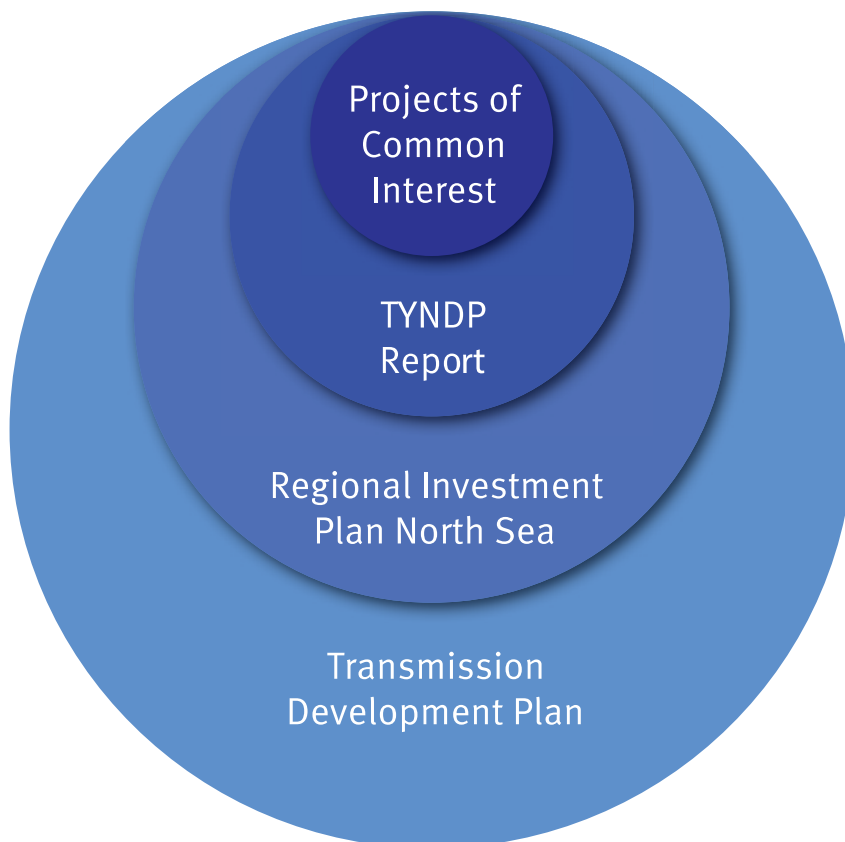 Projects of
Common
Interest
TYNDP
Report
Regional Investment
Plan North Sea
Transmission
Development Plan